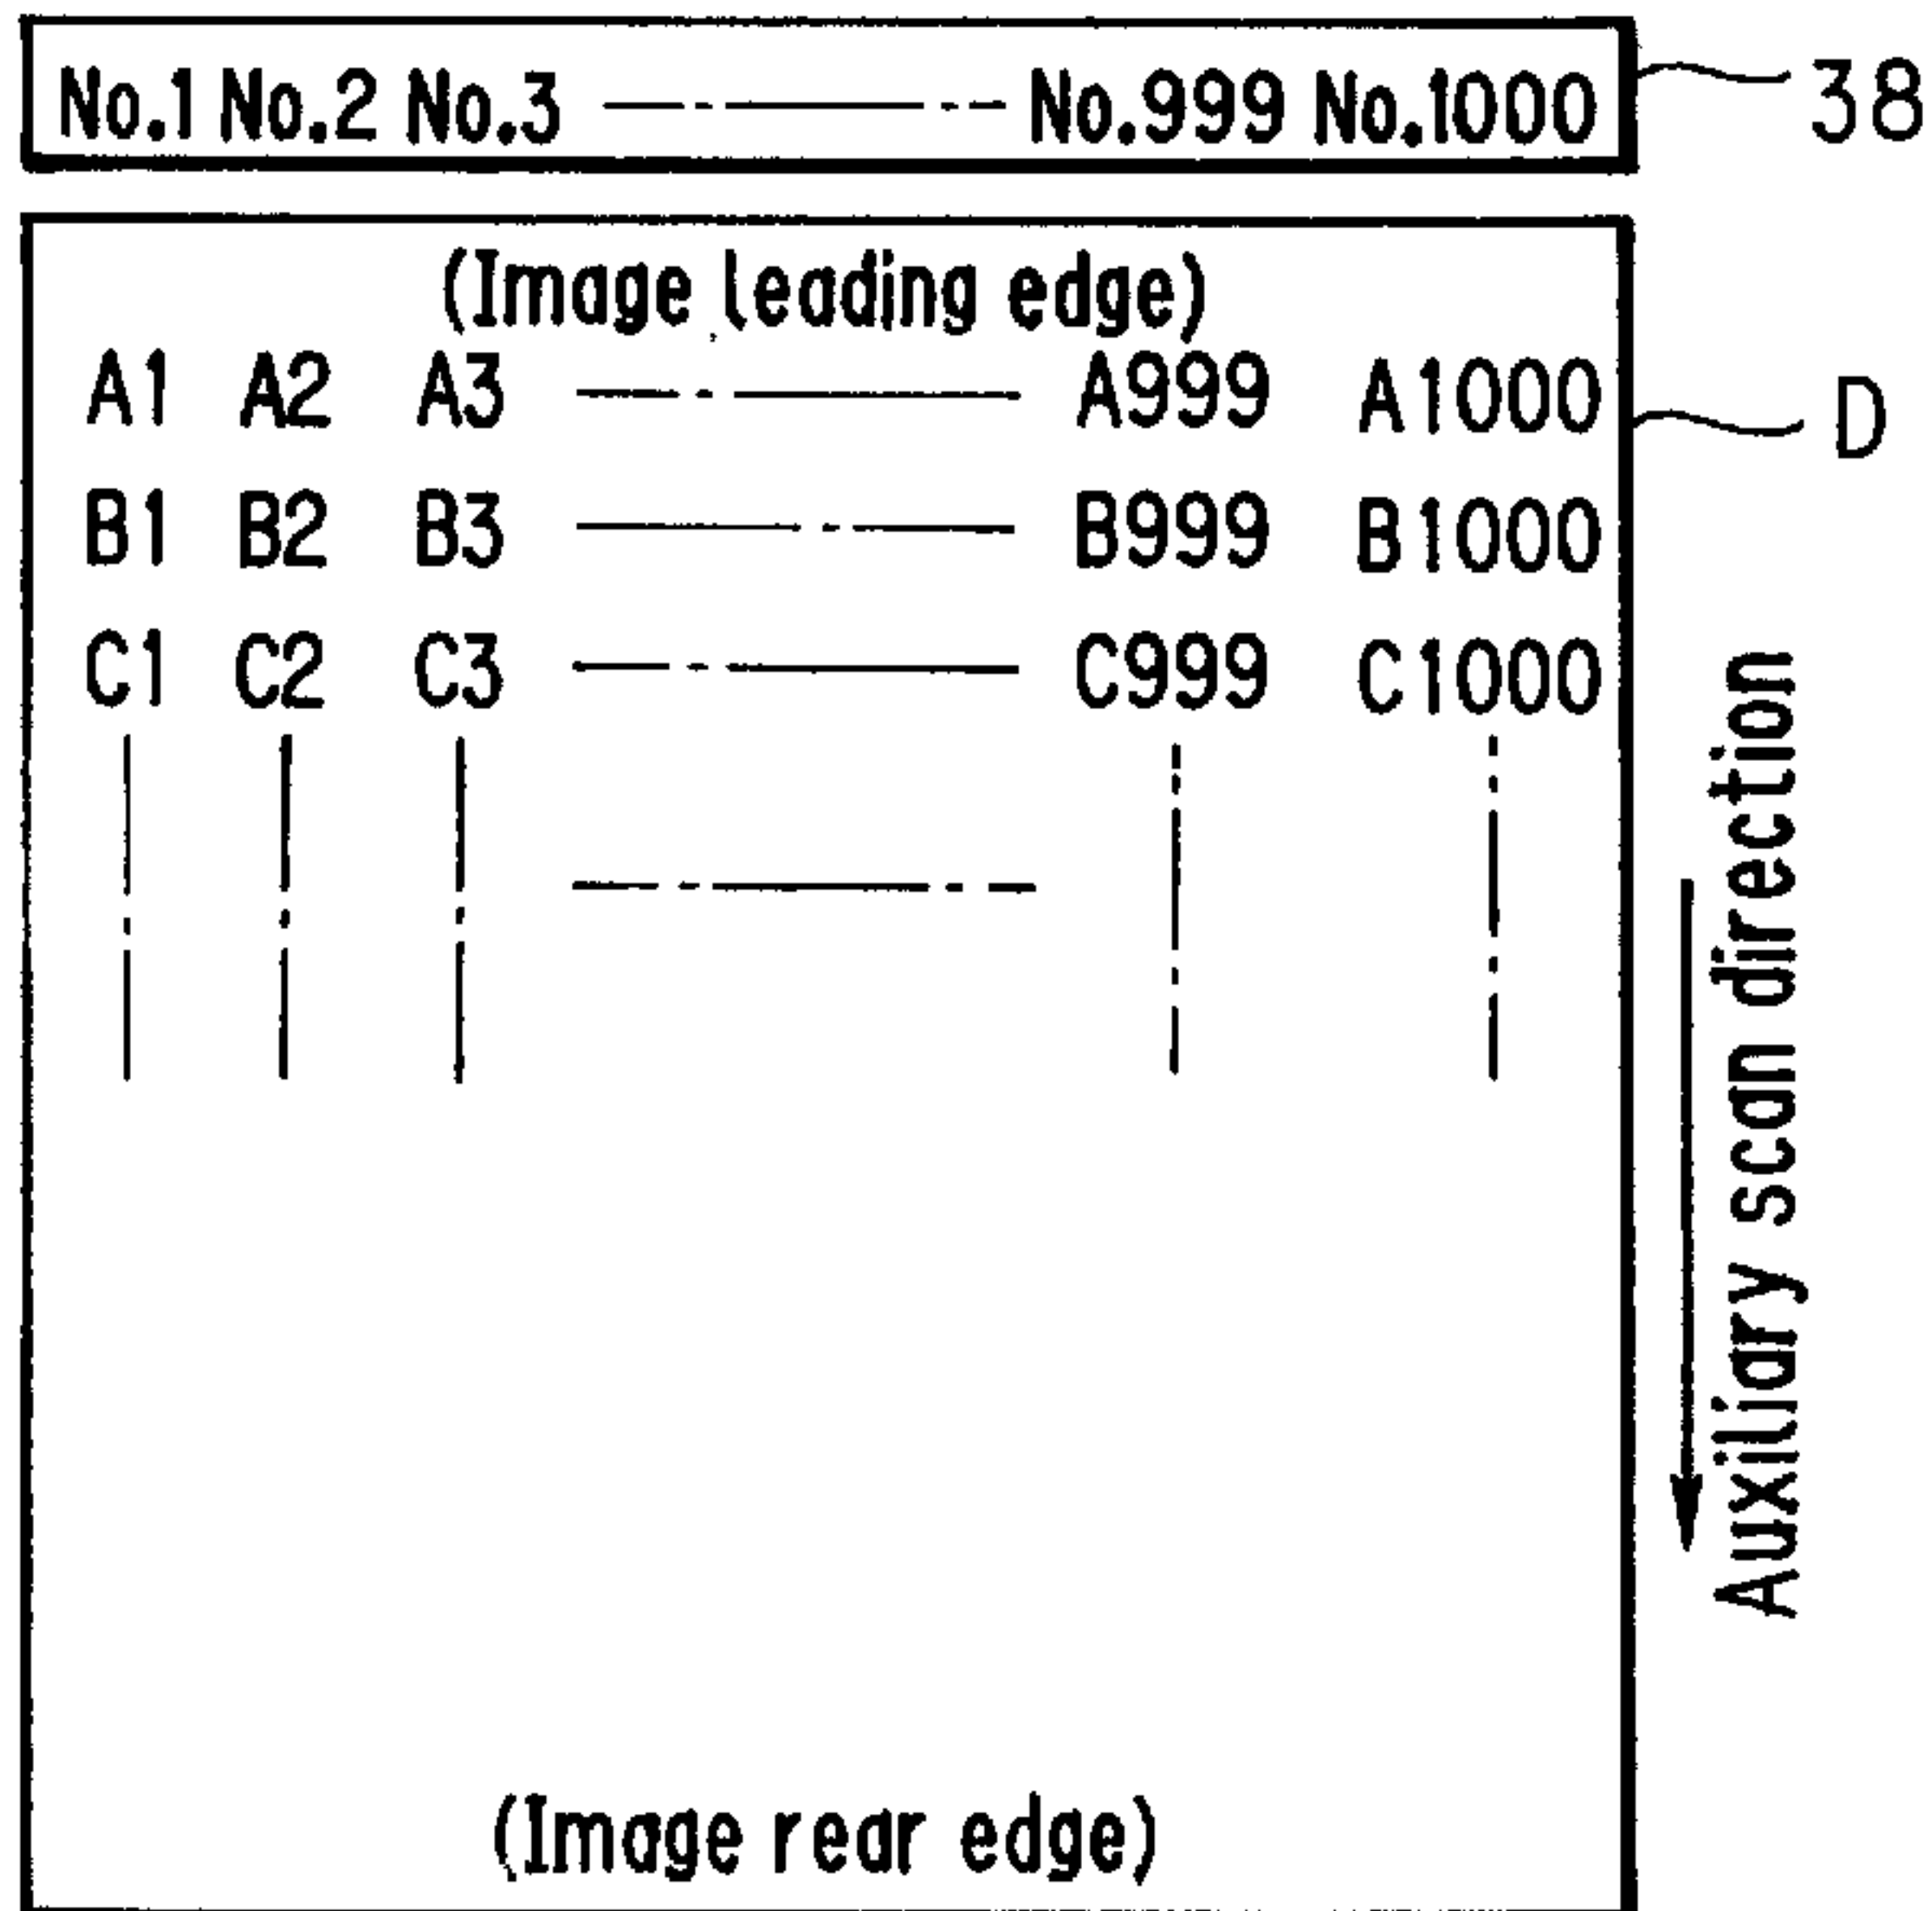 No.1 No.2 No.3 No.999 No.1000 38
(Image leading edge)
A1 A2 A3 A999 A1000 D
B1 B2 B3 B999 B1000
C1 C2 C3 C999 C1000
Auxiliary scan direction
(Image rear edge)